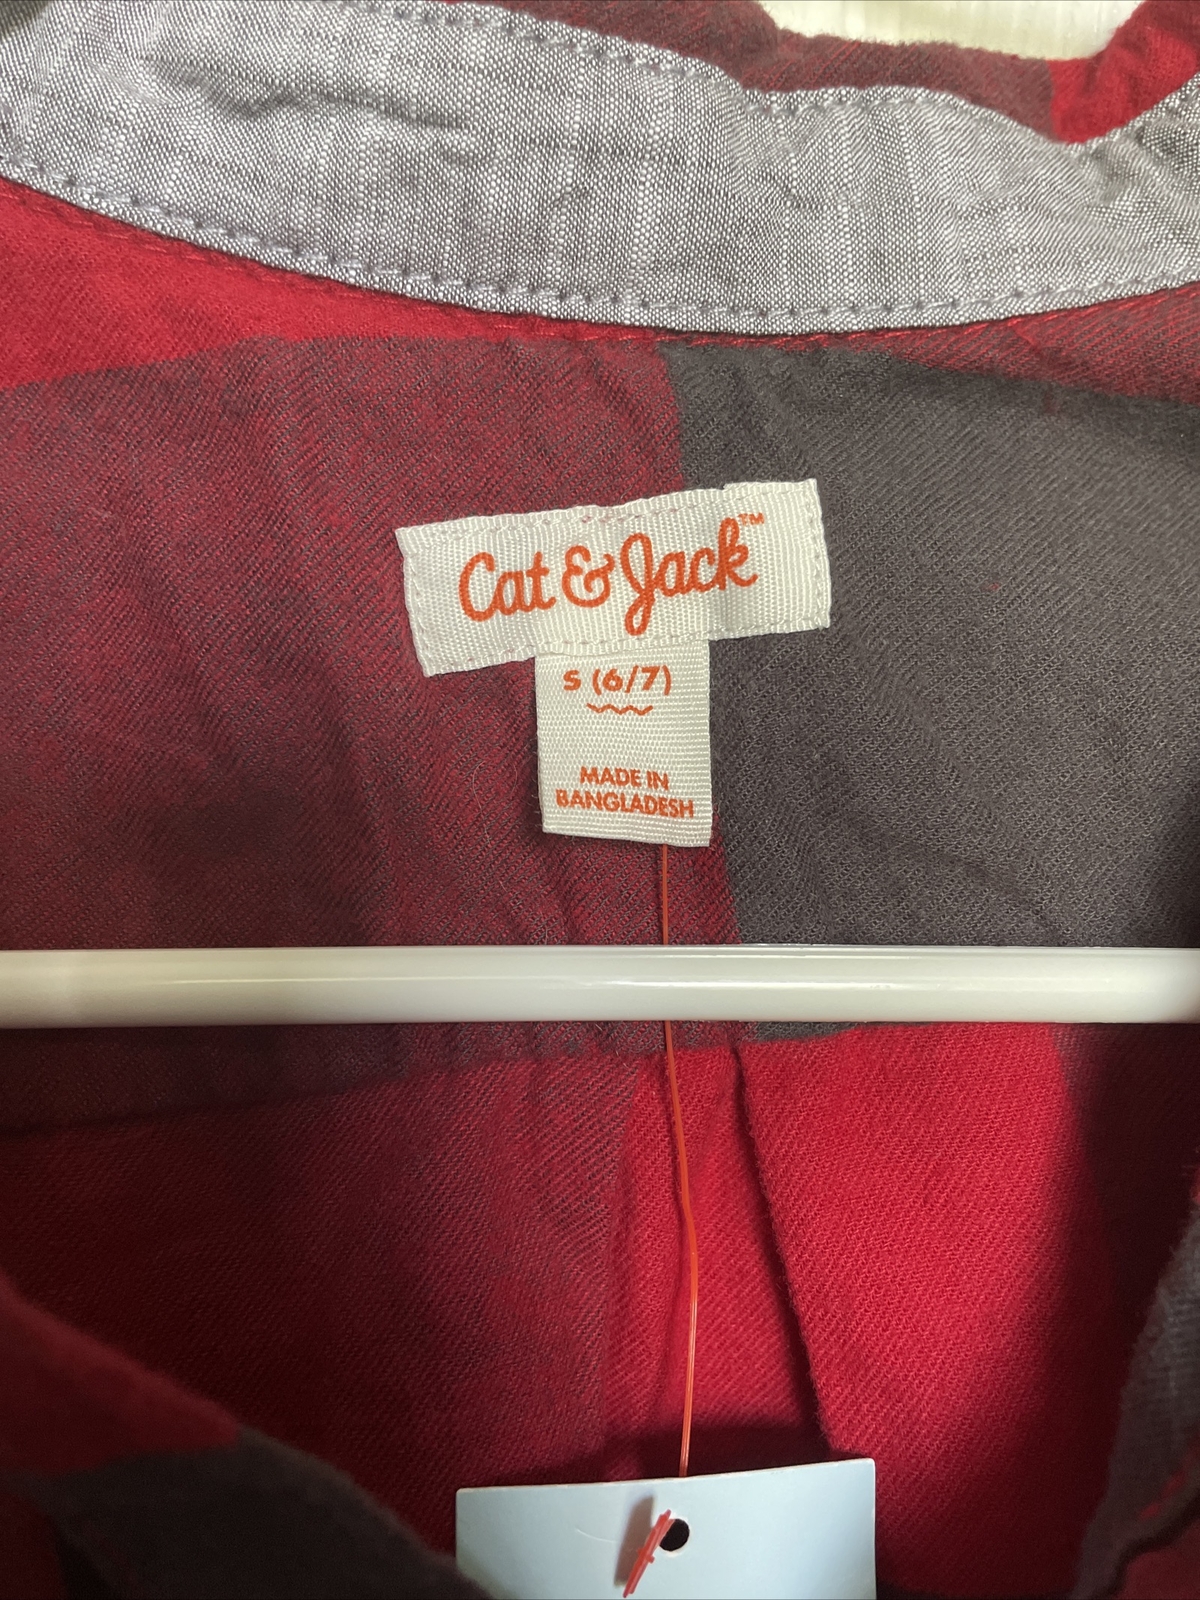 Cat & Jack™
S (6/7)
MADE IN
BANGLADESH